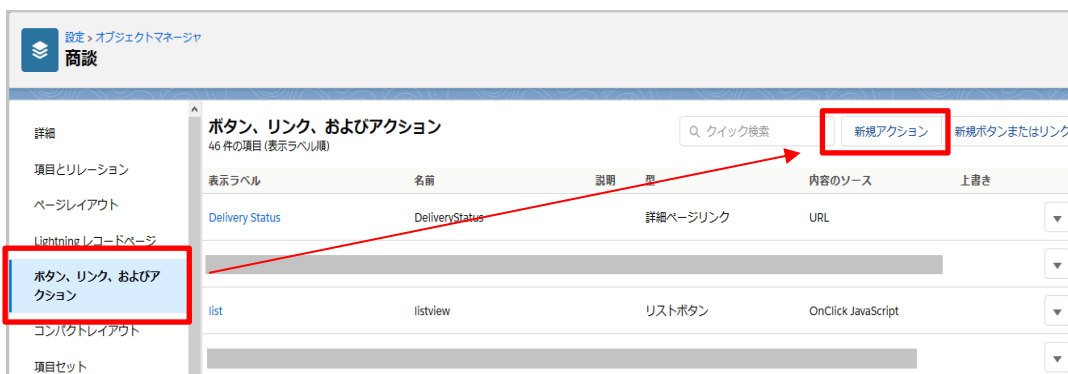 設定 > オブジェクトマネージャ
商談
詳細
項目とリレーション
ページレイアウト
Lightning レコードページ
ボタン、リンク、およびア
クション
コンパクトレイアウト
項目セット
ボタン、リンク、およびアクション
46 件の項目 (表示ラベル順)
クイック検索
新規アクション
新規ボタンまたはリンク
表示ラベル 名前 説明 型 内容のソース 上書き
Delivery Status DeliveryStatus 詳細ページリンク URL
list listview リストボタン OnClick JavaScript